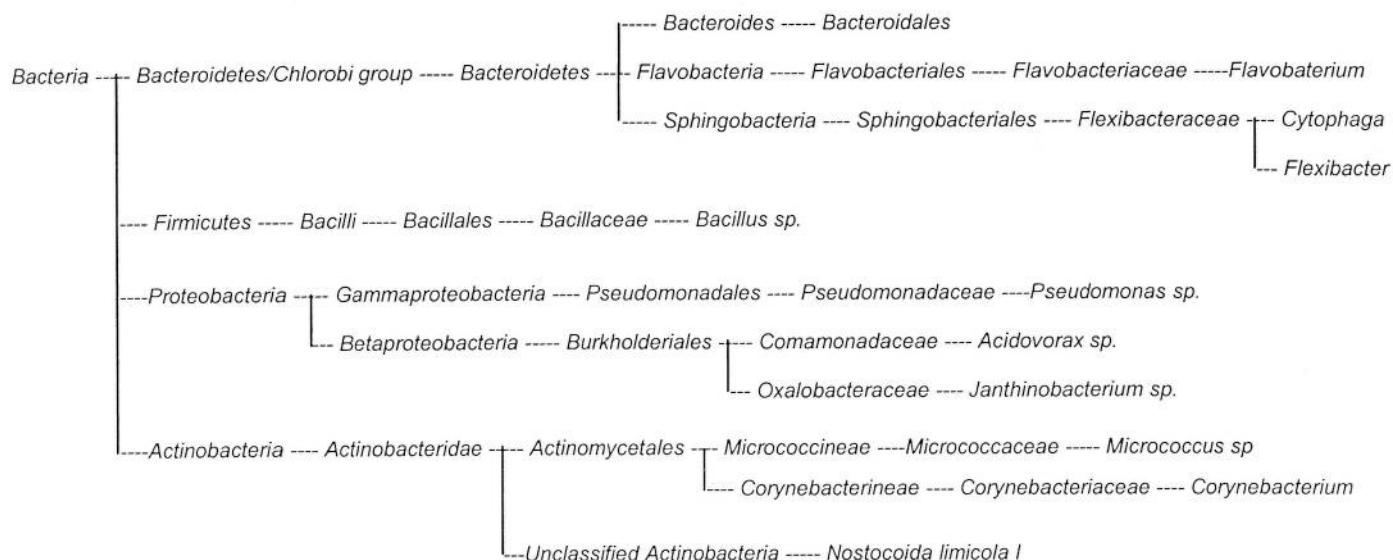 ----- Bacteroides ----- Bacteroidales
Bacteria ---- Bacteroidetes/Chlorobi group ----- Bacteroidetes ----- Flavobacteria ----- Flavobacteriales ----- Flavobacteriaceae -----Flavobaterium
----- Sphingobacteria ---- Sphingobacteriales ---- Flexibacteraceae ---- Cytophaga
--- Flexibacter
---- Firmicutes ----- Bacilli ----- Bacillales ----- Bacillaceae ---- Bacillus sp.
----Proteobacteria ---- Gammaproteobacteria ---- Pseudomonadales ---- Pseudomonadaceae ----Pseudomonas sp.
--- Betaproteobacteria ----- Burkholderiales ----- Comamonadaceae ---- Acidovorax sp.
--- Oxalobacteraceae ---- Janthinobacterium sp.
----Actinobacteria ---- Actinobacteridae ----- Actinomycetales ---- Micrococcineae ----Micrococcaceae ----- Micrococcus sp
---- Corynebacterineae ---- Corynebacteriaceae ---- Corynebacterium
---Unclassified Actinobacteria ----- Nostocoida limicola I